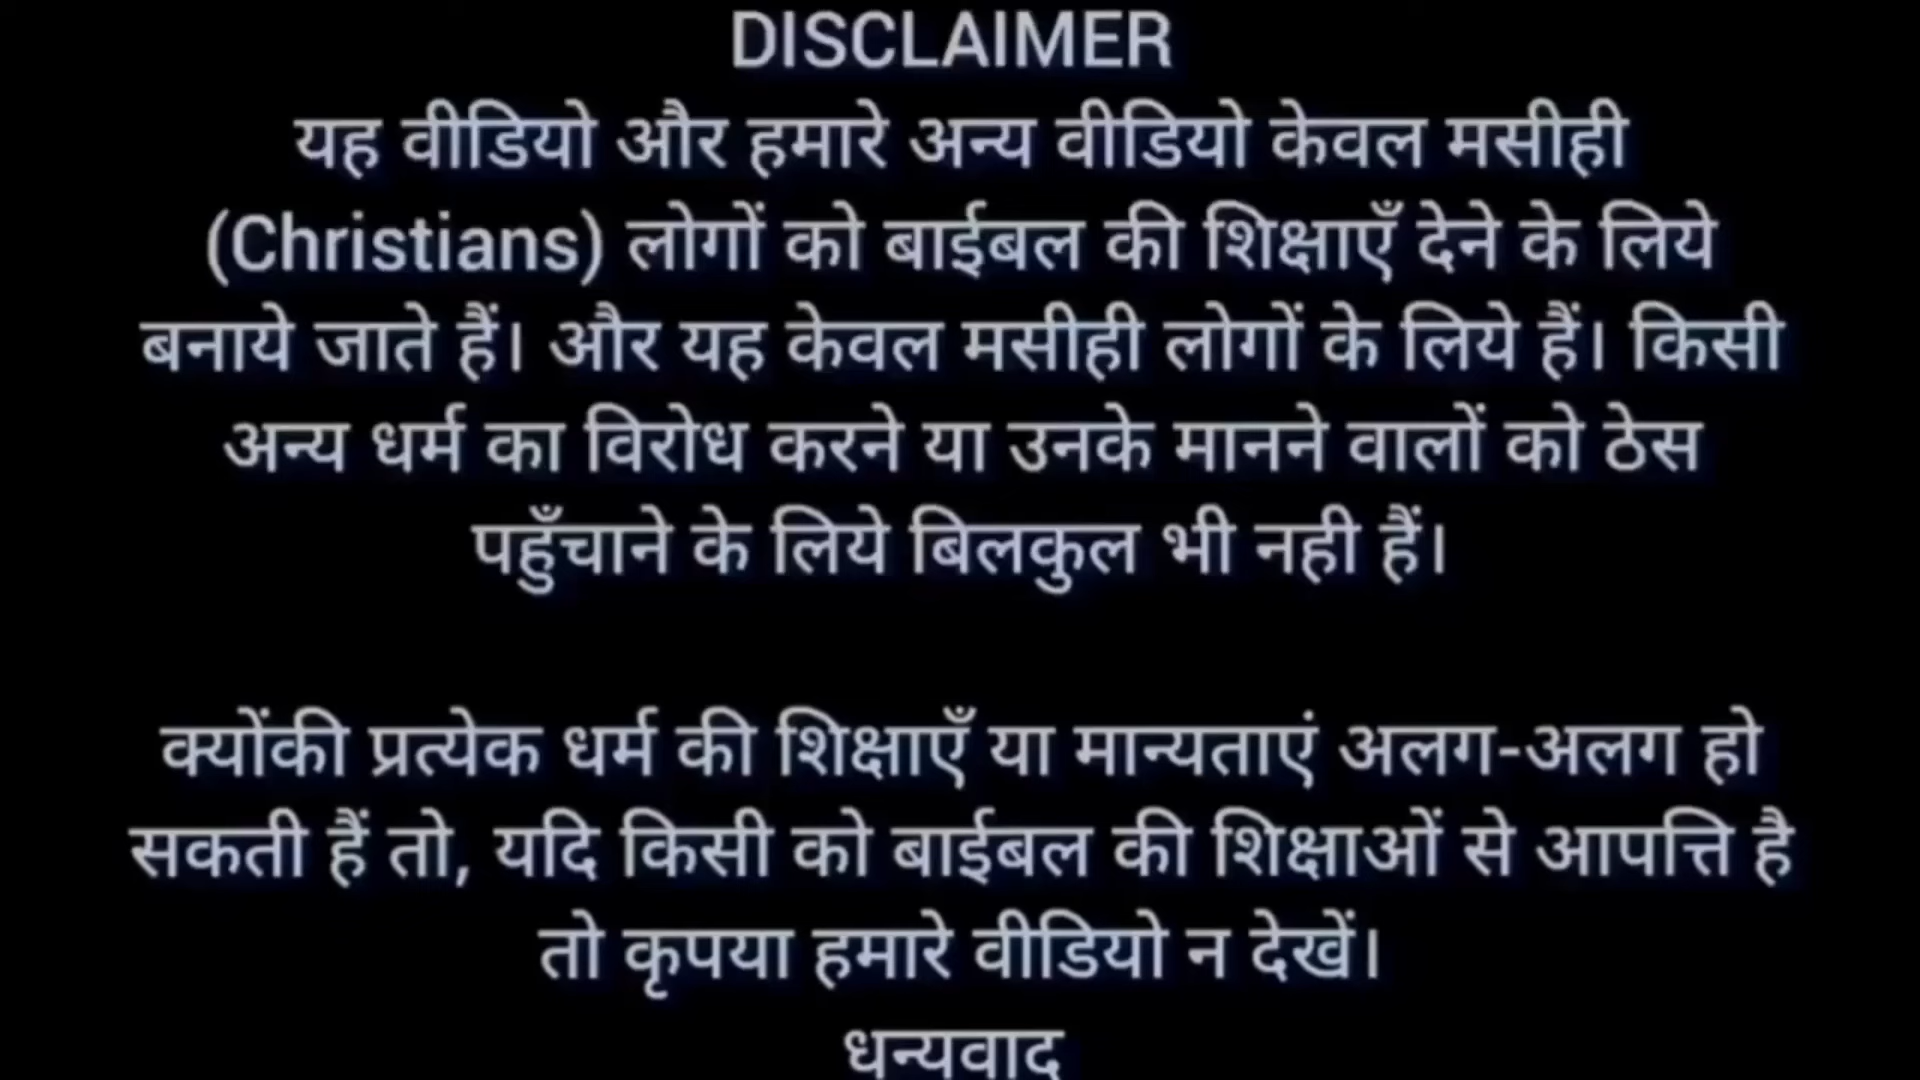 DISCLAIMER
यह वीडियो और हमारे अन्य वीडियो केवल मसीही
(Christians) लोगों को बाईबल की शिक्षाएँ देने के लिये
बनाये जाते हैं। और यह केवल मसीही लोगों के लिये हैं। किसी
अन्य धर्म का विरोध करने या उनके मानने वालों को ठेस
पहुँचाने के लिये बिलकुल भी नही हैं।
क्योंकी प्रत्येक धर्म की शिक्षाएँ या मान्यताएं अलग-अलग हो
सकती हैं तो, यदि किसी को बाईबल की शिक्षाओं से आपत्ति है
तो कृपया हमारे वीडियो न देखें।
धन्यवाद